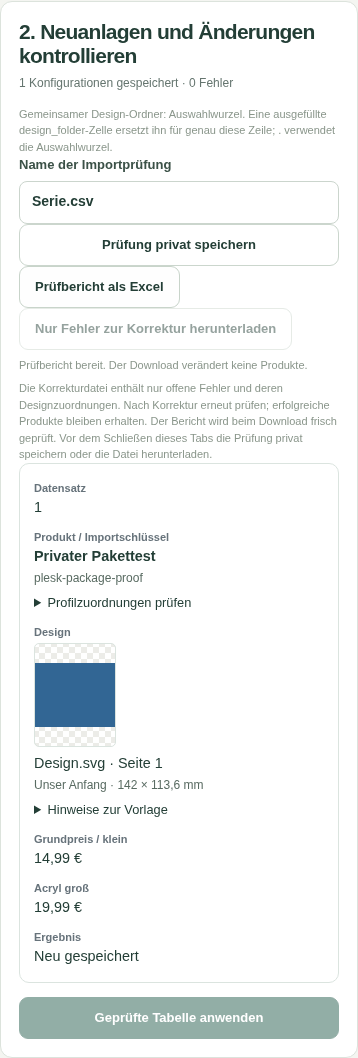 2. Neuanlagen und Änderungen
kontrollieren
1 Konfigurationen gespeichert · 0 Fehler
Gemeinsamer Design-Ordner: Auswahlwurzel. Eine ausgefüllte
design_folder-Zelle ersetzt ihn für genau diese Zeile; . verwendet
die Auswahlwurzel.
Name der Importprüfung
Serie.csv
Prüfung privat speichern
Prüfbericht als Excel
Nur Fehler zur Korrektur herunterladen
Prüfbericht bereit. Der Download verändert keine Produkte.
Die Korrekturdatei enthält nur offene Fehler und deren
Designzuordnungen. Nach Korrektur erneut prüfen; erfolgreiche
Produkte bleiben erhalten. Der Bericht wird beim Download frisch
geprüft. Vor dem Schließen dieses Tabs die Prüfung privat
speichern oder die Datei herunterladen.
Datensatz
1
Produkt / Importschlüssel
Privater Pakettest
plesk-package-proof
▶ Profilzuordnungen prüfen
Design
Design.svg · Seite 1
Unser Anfang · 142 × 113,6 mm
▶ Hinweise zur Vorlage
Grundpreis / klein
14,99 €
Acryl groß
19,99 €
Ergebnis
Neu gespeichert
Geprüfte Tabelle anwenden